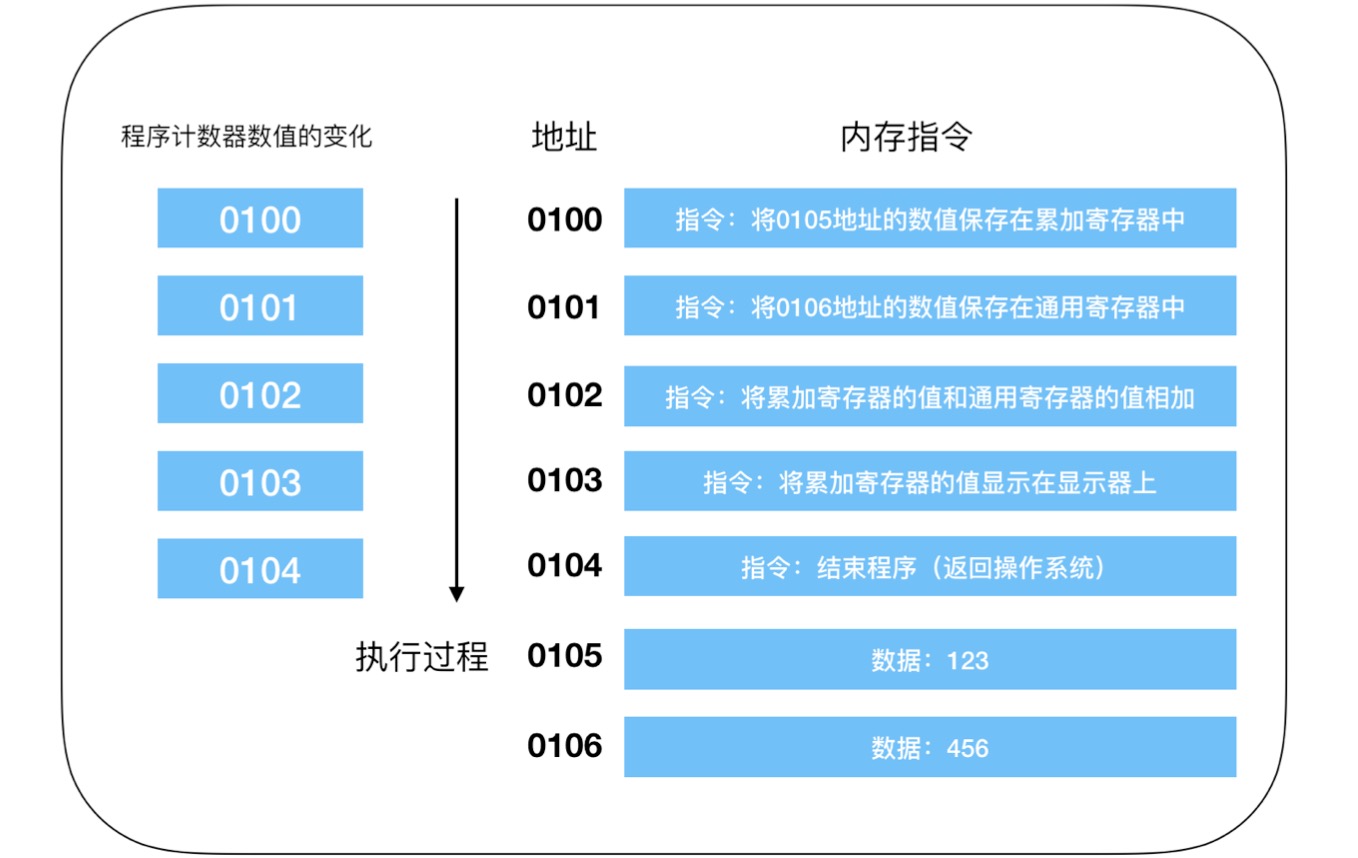 程序计数器数值的变化 地址 内存指令
0100 0100 指令：将0105地址的数值保存在累加寄存器中
0101 0101 指令：将0106地址的数值保存在通用寄存器中
0102 0102 指令：将累加寄存器的值和通用寄存器的值相加
0103 0103 指令：将累加寄存器的值显示在显示器上
0104 0104 指令：结束程序（返回操作系统）
执行过程 0105 数据：123
0106 数据：456